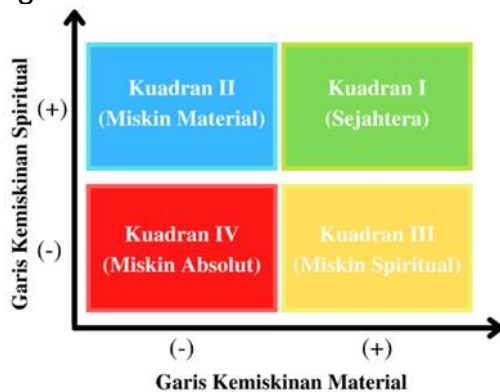 Garis Kemiskinan Spiritual
(+)
(-)
Kuadran II
(Miskin Material)
Kuadran I
(Sejahtera)
Kuadran IV
(Miskin Absolut)
Kuadran III
(Miskin Spiritual)
(-)
(+)
Garis Kemiskinan Material